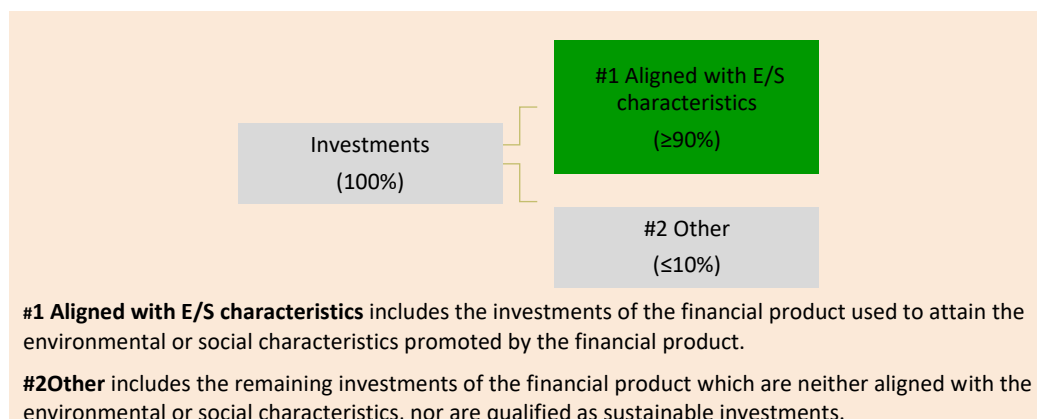 #1 Aligned with E/S
characteristics
(≥90%)
Investments
(100%)
#2 Other
(≤10%)
#1 Aligned with E/S characteristics includes the investments of the financial product used to attain the
environmental or social characteristics promoted by the financial product.
#2Other includes the remaining investments of the financial product which are neither aligned with the
environmental or social characteristics, nor are qualified as sustainable investments.